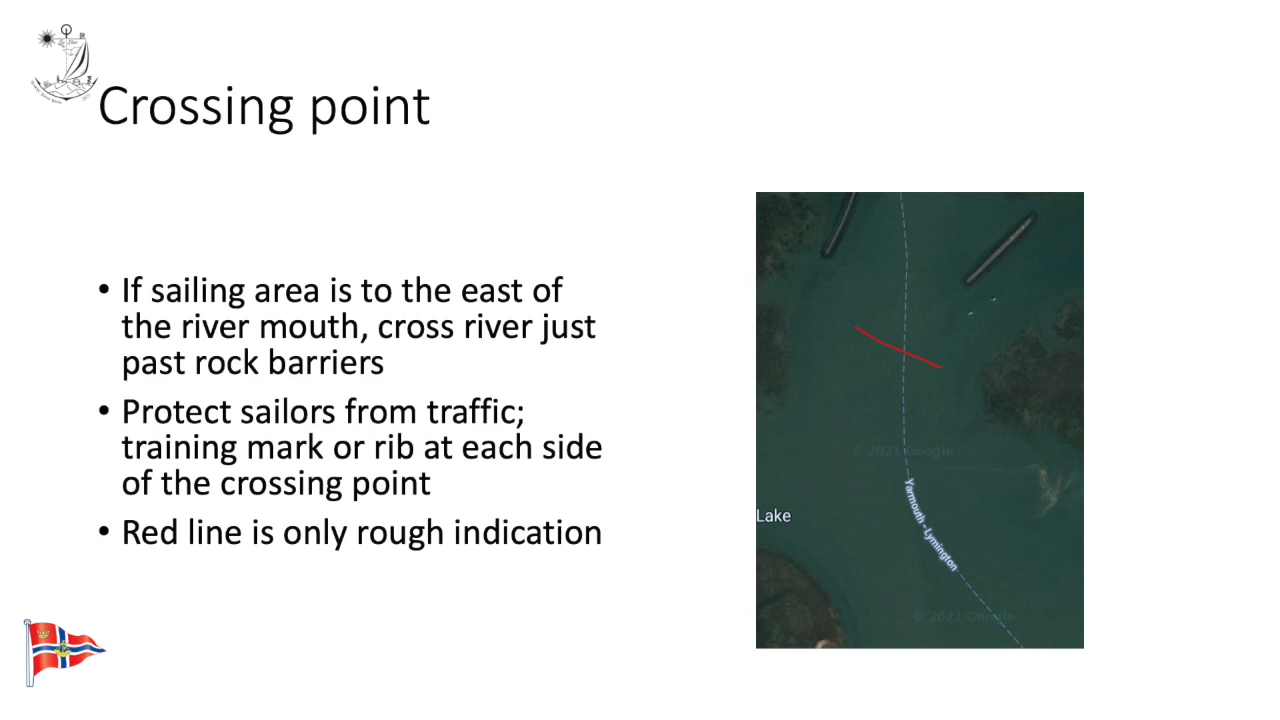 Crossing point
• If sailing area is to the east of
the river mouth, cross river just
past rock barriers
• Protect sailors from traffic;
training mark or rib at each side
of the crossing point
• Red line is only rough indication
© 2021 Google
Yarmouth - Lymington
Lake
© 2021 Google